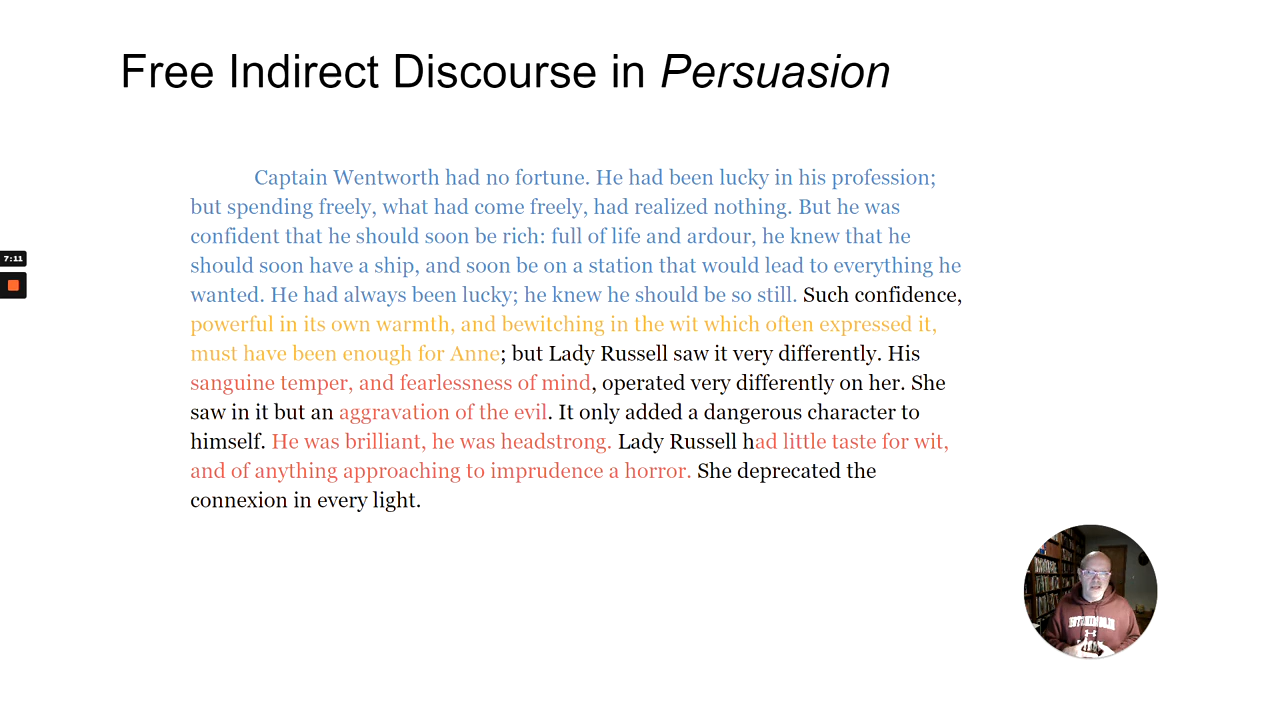 Free Indirect Discourse in Persuasion
Captain Wentworth had no fortune. He had been lucky in his profession;
but spending freely, what had come freely, had realized nothing. But he was
confident that he should soon be rich: full of life and ardour, he knew that he
should soon have a ship, and soon be on a station that would lead to everything he
wanted. He had always been lucky; he knew he should be so still. Such confidence,
powerful in its own warmth, and bewitching in the wit which often expressed it,
must have been enough for Anne; but Lady Russell saw it very differently. His
sanguine temper, and fearlessness of mind, operated very differently on her. She
saw in it but an aggravation of the evil. It only added a dangerous character to
himself. He was brilliant, he was headstrong. Lady Russell had little taste for wit,
and of anything approaching to imprudence a horror. She deprecated the
connexion in every light.
7:11